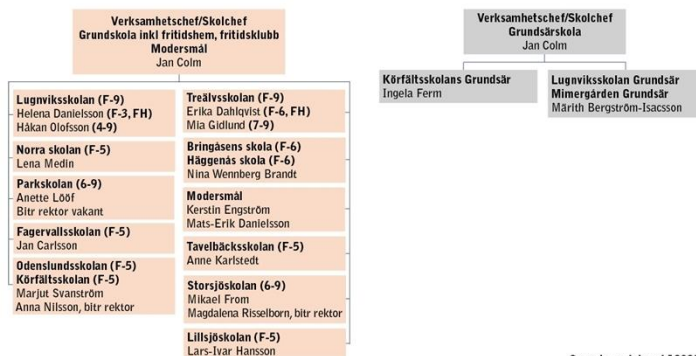 Verksamhetschef/Skolchef
Grundskola inkl fritidshem, fritidsklubb
Modersmål
Jan Colm
Lugnviksskolan (F-9)
Helena Danielsson (F-3, FH)
Håkan Olofsson (4-9)
Norra skolan (F-5)
Lena Medin
Parkskolan (6-9)
Anette Lööf
Bitr rektor vakant
Fagervallsskolan (F-5)
Jan Carlsson
Odenslundsskolan (F-5)
Körfältsskolan (F-5)
Marjut Svanström
Anna Nilsson, bitr rektor
Treälvsskolan (F-9)
Erika Dahlqvist (F-6, FH)
Mia Gidlund (7-9)
Bringåsens skola (F-6)
Häggenås skola (F-6)
Nina Wennberg Brandt
Modersmål
Kerstin Engström
Mats-Erik Danielsson
Tavelbäcksskolan (F-5)
Anne Karlstedt
Storsjöskolan (6-9)
Mikael From
Magdalena Risselborn, bitr rektor
Lillsjöskolan (F-5)
Lars-Ivar Hansson
Verksamhetschef/Skolchef
Grundsärskola
Jan Colm
Körfältsskolans Grundsär
Ingela Ferm
Lugnviksskolan Grundsär
Mimergården Grundsär
Märith Bergström-Isacsson